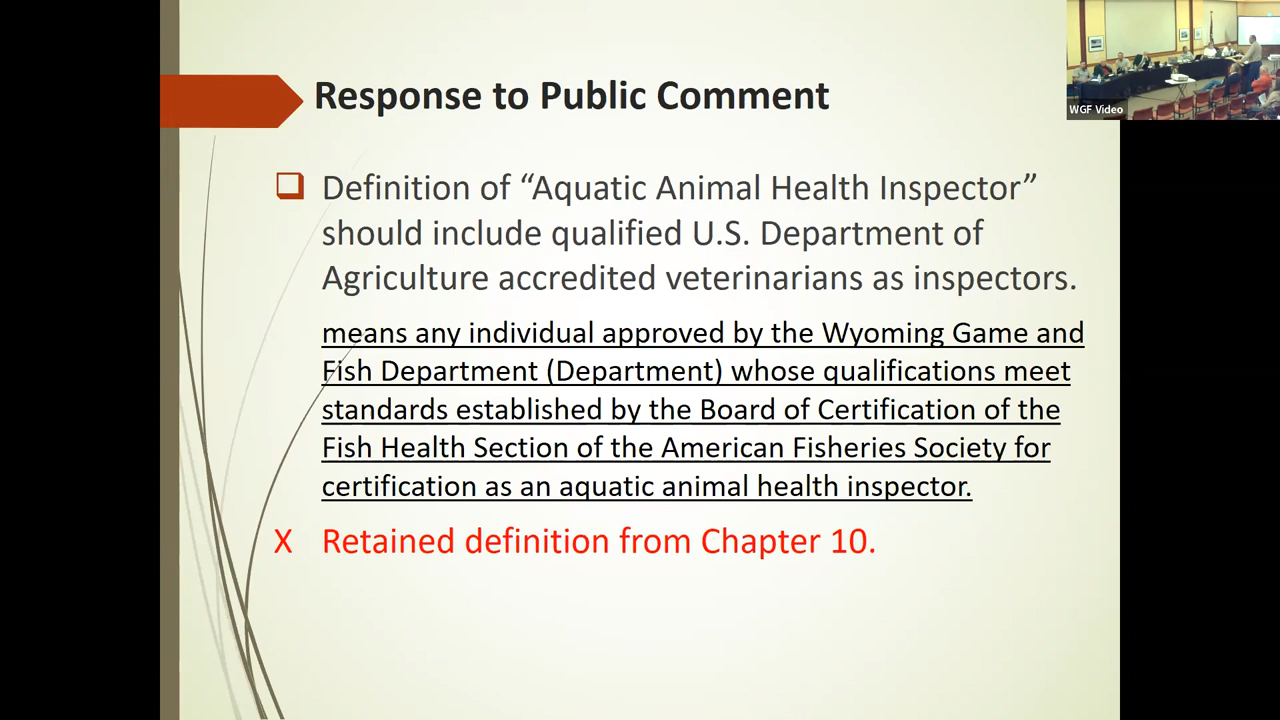 WGF Video
Response to Public Comment
❑ Definition of “Aquatic Animal Health Inspector”
should include qualified U.S. Department of
Agriculture accredited veterinarians as inspectors.
means any individual approved by the Wyoming Game and
Fish Department (Department) whose qualifications meet
standards established by the Board of Certification of the
Fish Health Section of the American Fisheries Society for
certification as an aquatic animal health inspector.
X Retained definition from Chapter 10.